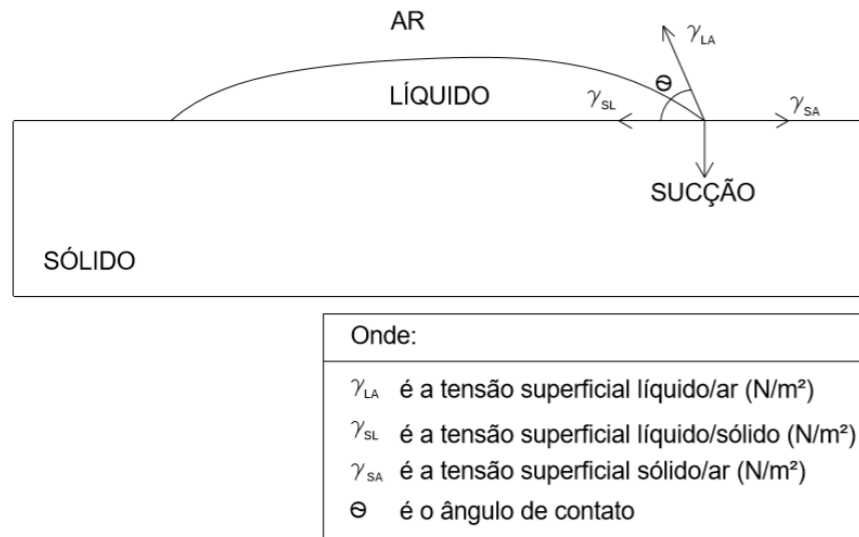 AR
γLA
Θ
LÍQUIDO
γSL
γSA
SUCÇÃO
SÓLIDO
Onde:
γLA é a tensão superficial líquido/ar (N/m²)
γSL é a tensão superficial líquido/sólido (N/m²)
γSA é a tensão superficial sólido/ar (N/m²)
Θ é o ângulo de contato